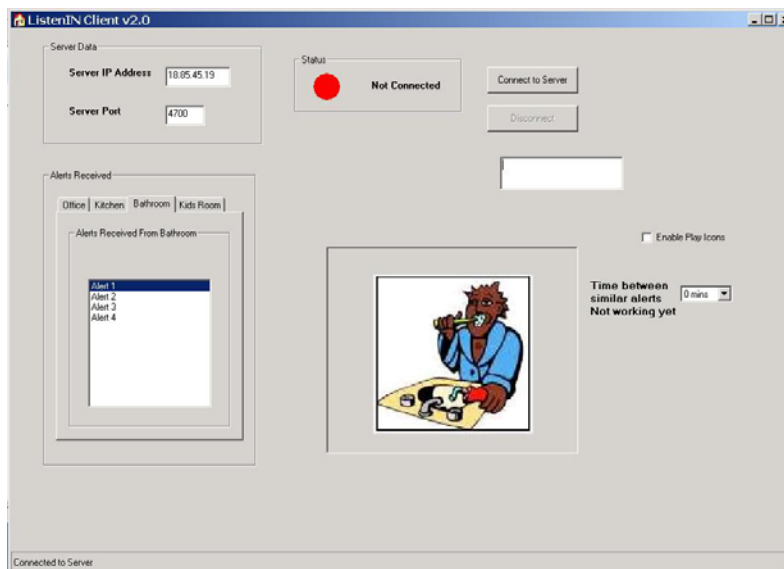 ListenIN Client v2.0
Server Data
Server IP Address 18.85.45.19
Server Port 4700
Status
Not Connected
Connect to Server
Disconnect
Alerts Received
Office Kitchen Bathroom Kids Room
Alerts Received From Bathroom
Alert 1
Alert 2
Alert 3
Alert 4
Enable Play Icons
Time between
similar alerts
Not working yet
0 mins
Connected to Server